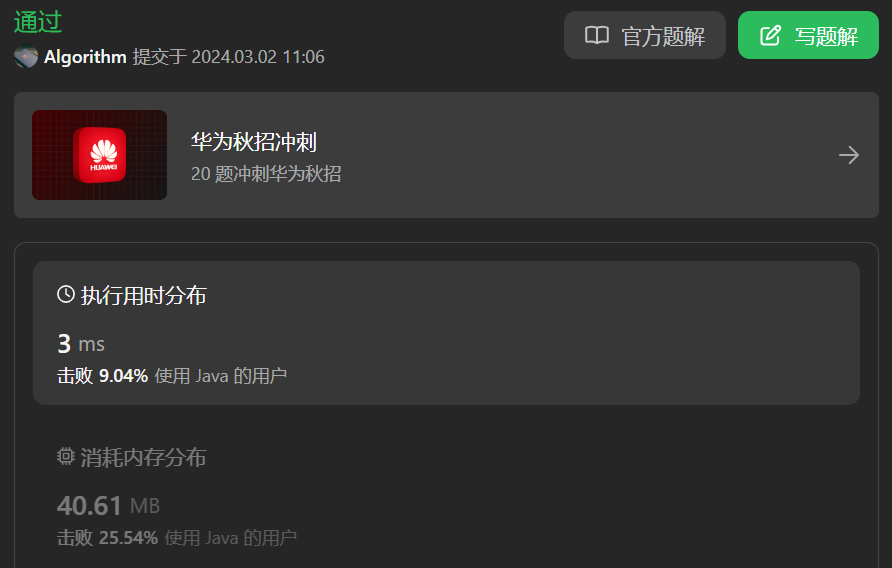 通过
官方题解
写题解
Algorithm 提交于 2024.03.02 11:06
HUAWEI
华为秋招冲刺
20 题冲刺华为秋招
执行用时分布
3 ms
击败 9.04% 使用 Java 的用户
消耗内存分布
40.61 MB
击败 25.54% 使用 Java 的用户